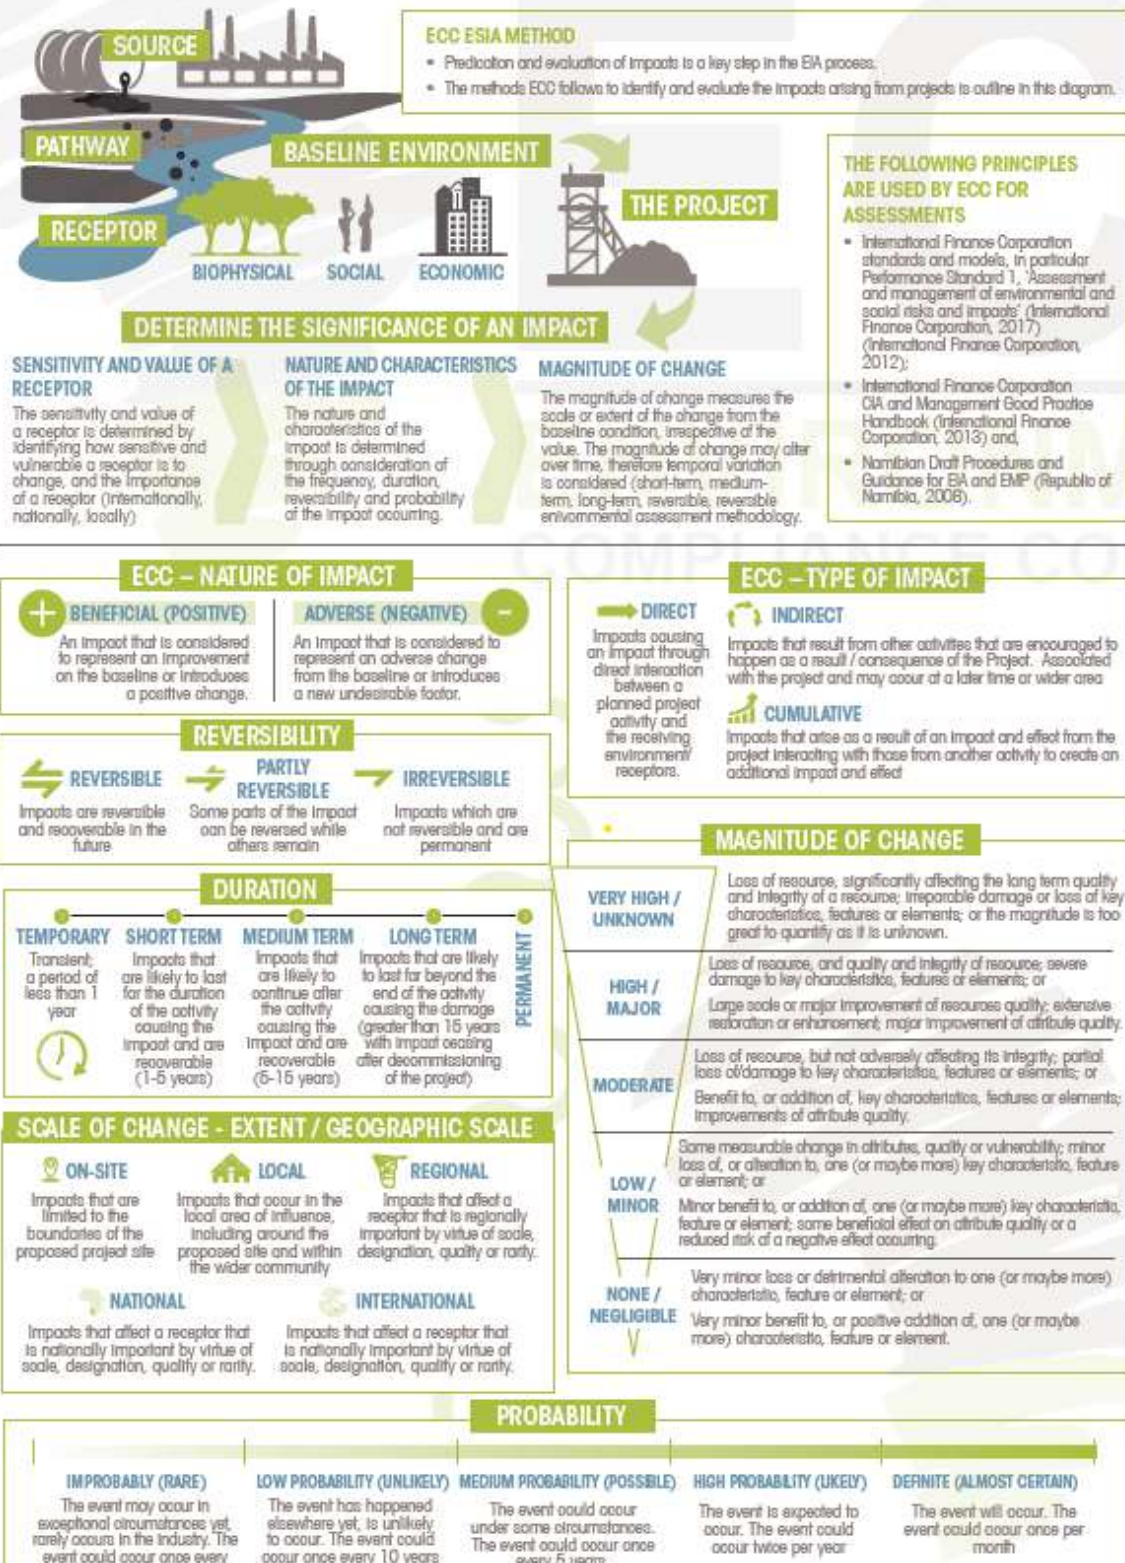 SOURCE
PATHWAY
RECEPTOR
BASELINE ENVIRONMENT
BIOPHYSICAL
SOCIAL
ECONOMIC
THE PROJECT
ECC ESIA METHOD
• Predication and evaluation of impacts is a key step in the EIA process.
• The methods ECC follows to identify and evaluate the impacts arising from projects is outline in this diagram.
THE FOLLOWING PRINCIPLES
ARE USED BY ECC FOR
ASSESSMENTS
• International Finance Corporation
standards and models, in particular
Performance Standard 1, 'Assessment
and management of environmental and
social risks and impacts' (International
Finance Corporation, 2017)
(International Finance Corporation,
2012);
• International Finance Corporation
CIA and Management Good Practice
Handbook (International Finance
Corporation, 2013) and,
• Namibian Draft Procedures and
Guidance for EIA and EMP (Republic of
Namibia, 2008).
DETERMINE THE SIGNIFICANCE OF AN IMPACT
SENSITIVITY AND VALUE OF A
RECEPTOR
The sensitivity and value of
a receptor is determined by
identifying how sensitive and
vulnerable a receptor is to
change, and the importance
of a receptor (internationally,
nationally, locally)
NATURE AND CHARACTERISTICS
OF THE IMPACT
The nature and
characteristics of the
impact is determined
through consideration of
the frequency, duration,
reversibility and probability
of the impact occurring.
MAGNITUDE OF CHANGE
The magnitude of change measures the
scale or extent of the change from the
baseline condition, irrespective of the
value. The magnitude of change may alter
over time, therefore temporal variation
is considered (short-term, medium-
term, long-term, reversible, reversible
enivornmental assessment methodology.
COMPLIANCE CO
ECC – NATURE OF IMPACT
+ BENEFICIAL (POSITIVE)
An impact that is considered
to represent an improvement
on the baseline or introduces
a positive change.
ADVERSE (NEGATIVE) -
An impact that is considered to
represent an adverse change
from the baseline or introduces
a new undesirable factor.
ECC – TYPE OF IMPACT
DIRECT
Impacts causing
an impact through
direct interaction
between a
planned project
activity and
the receiving
environment/
receptors.
INDIRECT
Impacts that result from other activities that are encouraged to
happen as a result / consequence of the Project. Associated
with the project and may occur at a later time or wider area
CUMULATIVE
Impacts that arise as a result of an impact and effect from the
project interacting with those from another activity to create an
additional impact and effect
REVERSIBILITY
REVERSIBLE
Impacts are reversible
and recoverable in the
future
PARTLY
REVERSIBLE
Some parts of the impact
can be reversed while
others remain
IRREVERSIBLE
Impacts which are
not reversible and are
permanent
DURATION
TEMPORARY
Transient;
a period of
less than 1
year
SHORT TERM
Impacts that
are likely to last
for the duration
of the activity
causing the
impact and are
recoverable
(1-5 years)
MEDIUM TERM
Impacts that
are likely to
continue after
the activity
causing the
impact and are
recoverable
(5-15 years)
LONG TERM
Impacts that are likely
to last far beyond the
end of the activity
causing the damage
(greater than 15 years
with impact ceasing
after decommissioning
of the project)
PERMANENT
MAGNITUDE OF CHANGE
VERY HIGH /
UNKNOWN
Loss of resource, significantly affecting the long term quality
and integrity of a resource; irreparable damage or loss of key
characteristics, features or elements; or the magnitude is too
great to quantify as it is unknown.
HIGH /
MAJOR
Loss of resource, and quality and integrity of resource; severe
damage to key characteristics, features or elements; or
Large scale or major improvement of resources quality; extensive
restoration or enhancement; major improvement of attribute quality.
MODERATE
Loss of resource, but not adversely affecting its integrity; partial
loss of/damage to key characteristics, features or elements; or
Benefit to, or addition of, key characteristics, features or elements;
improvements of attribute quality.
LOW /
MINOR
Some measurable change in attributes, quality or vulnerability; minor
loss of, or alteration to, one (or maybe more) key characteristic, feature
or element; or
Minor benefit to, or addition of, one (or maybe more) key characteristic,
feature or element; some beneficial effect on attribute quality or a
reduced risk of a negative effect occurring.
NONE /
NEGLIGIBLE
Very minor loss or detrimental alteration to one (or maybe more)
characteristic, feature or element; or
Very minor benefit to, or positive addition of, one (or maybe
more) characteristic, feature or element.
SCALE OF CHANGE - EXTENT / GEOGRAPHIC SCALE
ON-SITE
Impacts that are
limited to the
boundaries of the
proposed project site
LOCAL
Impacts that occur in the
local area of influence,
including around the
proposed site and within
the wider community
REGIONAL
Impacts that affect a
receptor that is regionally
important by virtue of scale,
designation, quality or rarity.
NATIONAL
Impacts that affect a receptor that
is nationally important by virtue of
scale, designation, quality or rarity.
INTERNATIONAL
Impacts that affect a receptor that
is nationally important by virtue of
scale, designation, quality or rarity.
PROBABILITY
IMPROBABLY (RARE)
The event may occur in
exceptional circumstances yet,
rarely occurs in the industry. The
event could occur once every
LOW PROBABILITY (UNLIKELY)
The event has happened
elsewhere yet, is unlikely
to occur. The event could
occur once every 10 years
MEDIUM PROBABILITY (POSSIBLE)
The event could occur
under some circumstances.
The event could occur once
every 5 years
HIGH PROBABILITY (LIKELY)
The event is expected to
occur. The event could
occur twice per year
DEFINITE (ALMOST CERTAIN)
The event will occur. The
event could occur once per
month